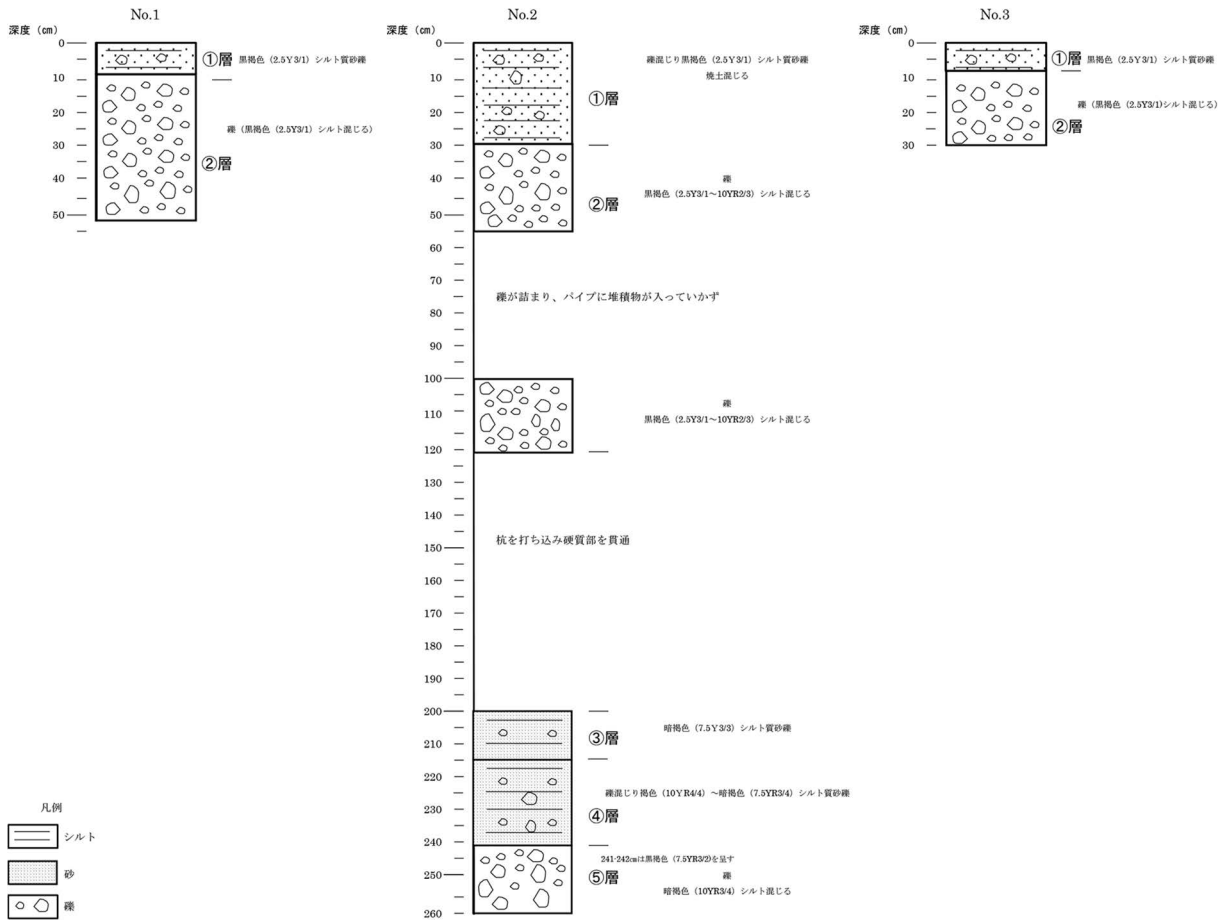 No.1
深度（㎝）
0
10
20
30
40
50
①層 黒褐色（2.5Y3/1）シルト質砂礫
礫（黒褐色（2.5Y3/1）シルト混じる）
②層
No.2
深度（㎝）
0
10
20
30
40
50
60
70
80
90
100
110
120
130
140
150
160
170
180
190
200
210
220
230
240
250
260
礫混じり黒褐色（2.5Y3/1）シルト質砂礫
焼土混じる
①層
礫
黒褐色（2.5Y3/1～10YR2/3）シルト混じる
②層
礫が詰まり、パイプに堆積物が入っていかず
礫
黒褐色（2.5Y3/1～10YR2/3）シルト混じる
杭を打ち込み硬質部を貫通
暗褐色（7.5Y3/3）シルト質砂礫
③層
礫混じり褐色（10YR4/4）～暗褐色（7.5YR3/4）シルト質砂礫
④層
241-242㎝は黒褐色（7.5YR3/2)を呈す
礫
⑤層
暗褐色（10YR3/4）シルト混じる
No.3
深度（㎝）
0
10
20
30
①層 黒褐色（2.5Y3/1）シルト質砂礫
礫（黒褐色（2.5Y3/1)シルト混じる）
②層
凡例
シルト
砂
礫